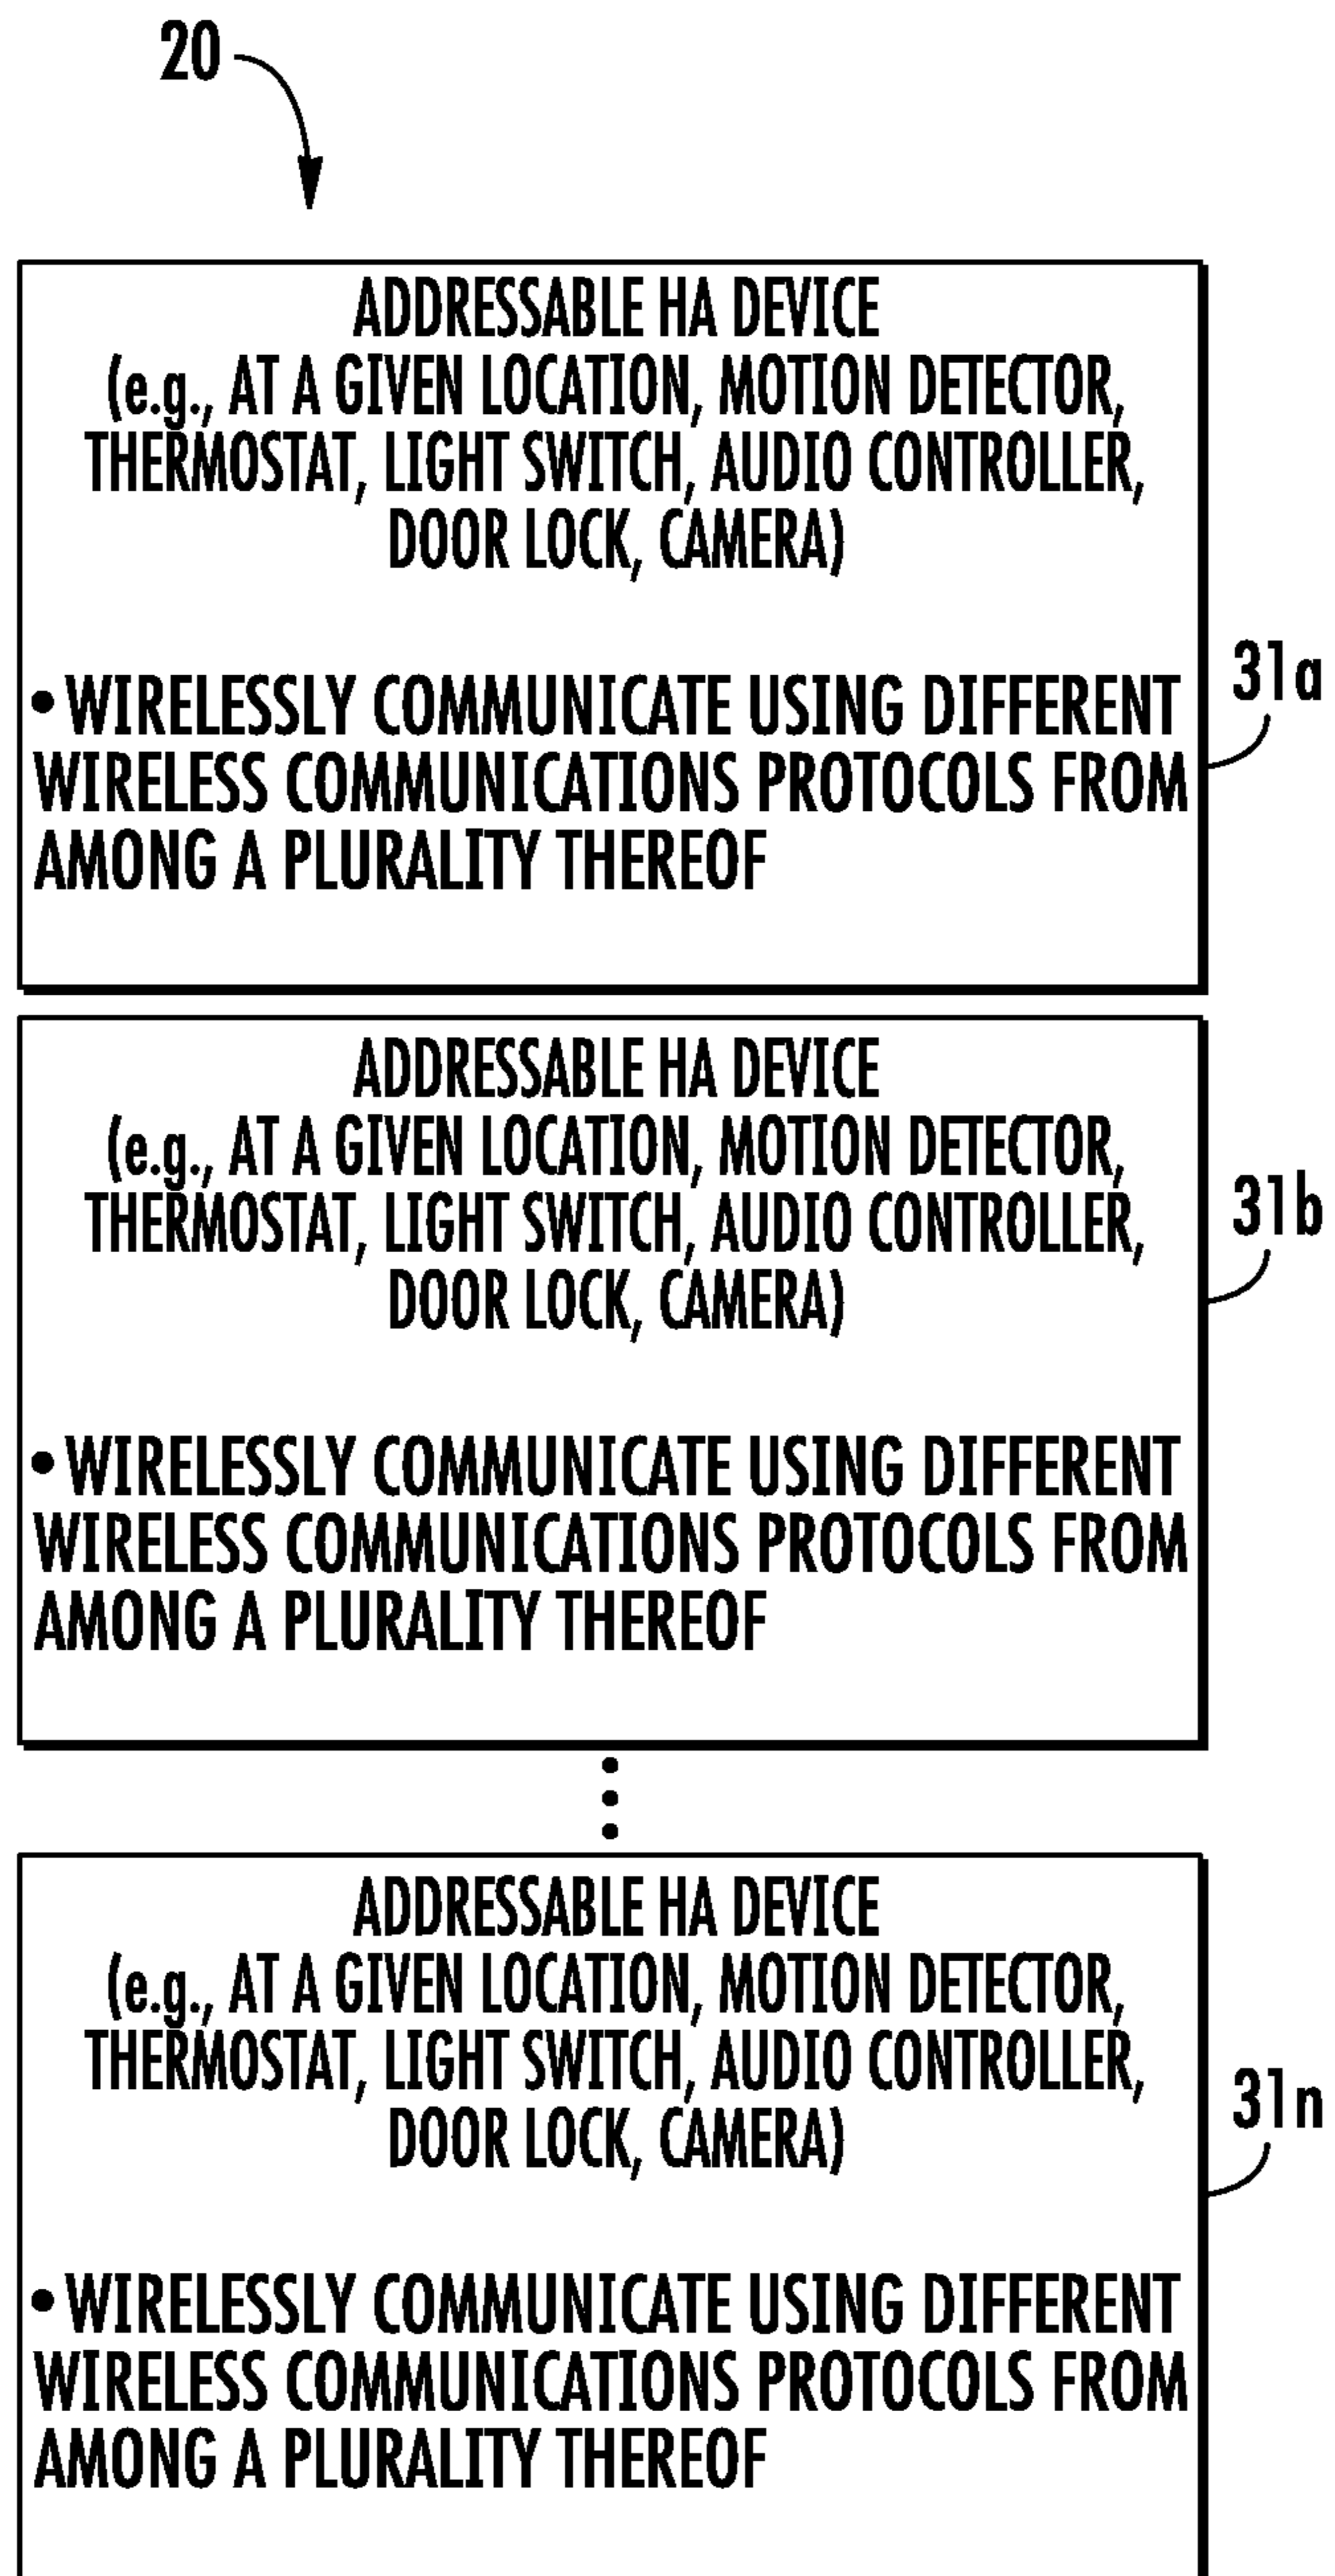 20
ADDRESSABLE HA DEVICE
(e.g., AT A GIVEN LOCATION, MOTION DETECTOR,
THERMOSTAT, LIGHT SWITCH, AUDIO CONTROLLER,
DOOR LOCK, CAMERA)
31a
• WIRELESSLY COMMUNICATE USING DIFFERENT
WIRELESS COMMUNICATIONS PROTOCOLS FROM
AMONG A PLURALITY THEREOF
ADDRESSABLE HA DEVICE
(e.g., AT A GIVEN LOCATION, MOTION DETECTOR,
THERMOSTAT, LIGHT SWITCH, AUDIO CONTROLLER,
DOOR LOCK, CAMERA)
31b
• WIRELESSLY COMMUNICATE USING DIFFERENT
WIRELESS COMMUNICATIONS PROTOCOLS FROM
AMONG A PLURALITY THEREOF
ADDRESSABLE HA DEVICE
(e.g., AT A GIVEN LOCATION, MOTION DETECTOR,
THERMOSTAT, LIGHT SWITCH, AUDIO CONTROLLER,
DOOR LOCK, CAMERA)
31n
• WIRELESSLY COMMUNICATE USING DIFFERENT
WIRELESS COMMUNICATIONS PROTOCOLS FROM
AMONG A PLURALITY THEREOF